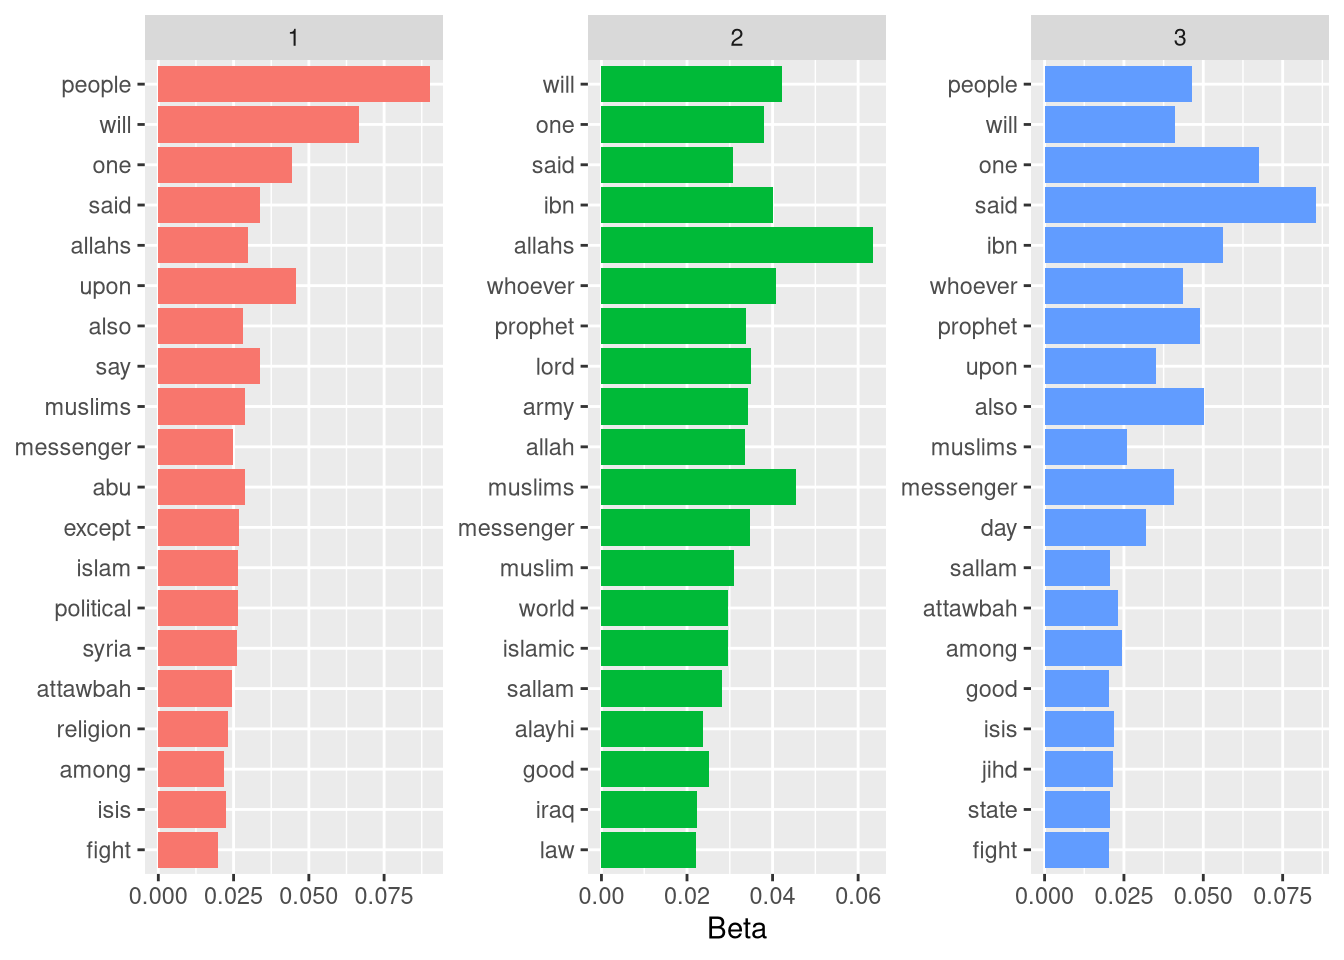 1
people
will
one
said
allahs
upon
also
say
muslims
messenger
abu
except
islam
political
syria
attawbah
religion
among
isis
fight
0.000 0.025 0.050 0.075
2
will
one
said
ibn
allahs
whoever
prophet
lord
army
allah
muslims
messenger
muslim
world
islamic
sallam
alayhi
good
iraq
law
0.00 0.02 0.04 0.06
3
people
will
one
said
ibn
whoever
prophet
upon
also
muslims
messenger
day
sallam
attawbah
among
good
isis
jihd
state
fight
0.000 0.025 0.050 0.075
Beta